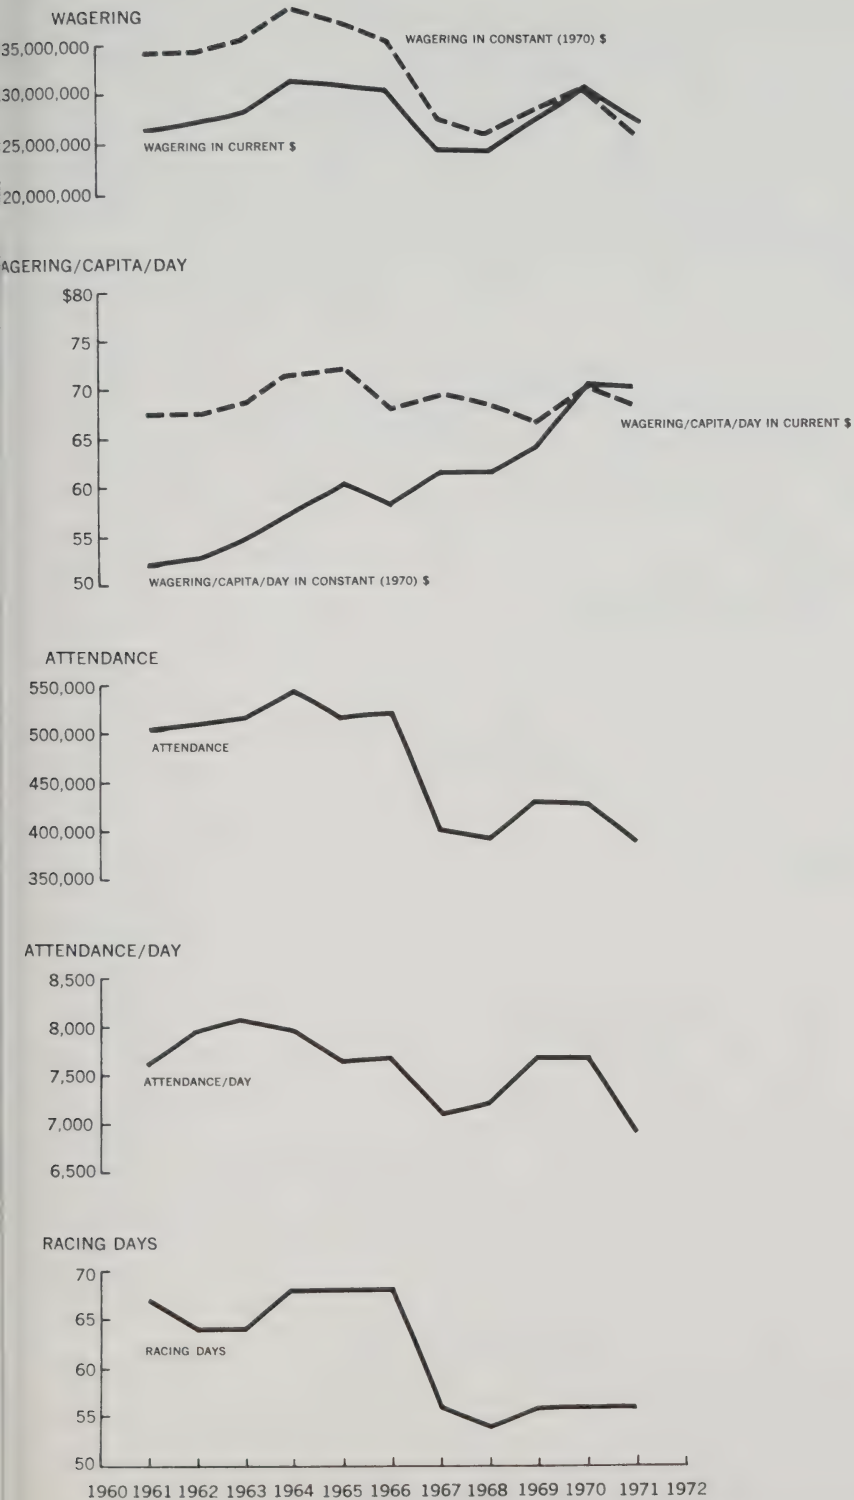 WAGERING
35,000,000
WAGERING IN CONSTANT (1970) $
30,000,000
25,000,000
WAGERING IN CURRENT $
20,000,000
AGERING/CAPITA/DAY
$80
75
70
WAGERING/CAPITA/DAY IN CURRENT $
65
60
55
50
WAGERING/CAPITA/DAY IN CONSTANT (1970) $
ATTENDANCE
550,000
500,000
ATTENDANCE
450,000
400,000
350,000
ATTENDANCE/DAY
8,500
8,000
7,500
ATTENDANCE/DAY
7,000
6,500
RACING DAYS
70
65
RACING DAYS
60
55
50
1960 1961 1962 1963 1964 1965 1966 1967 1968 1969 1970 1971 1972